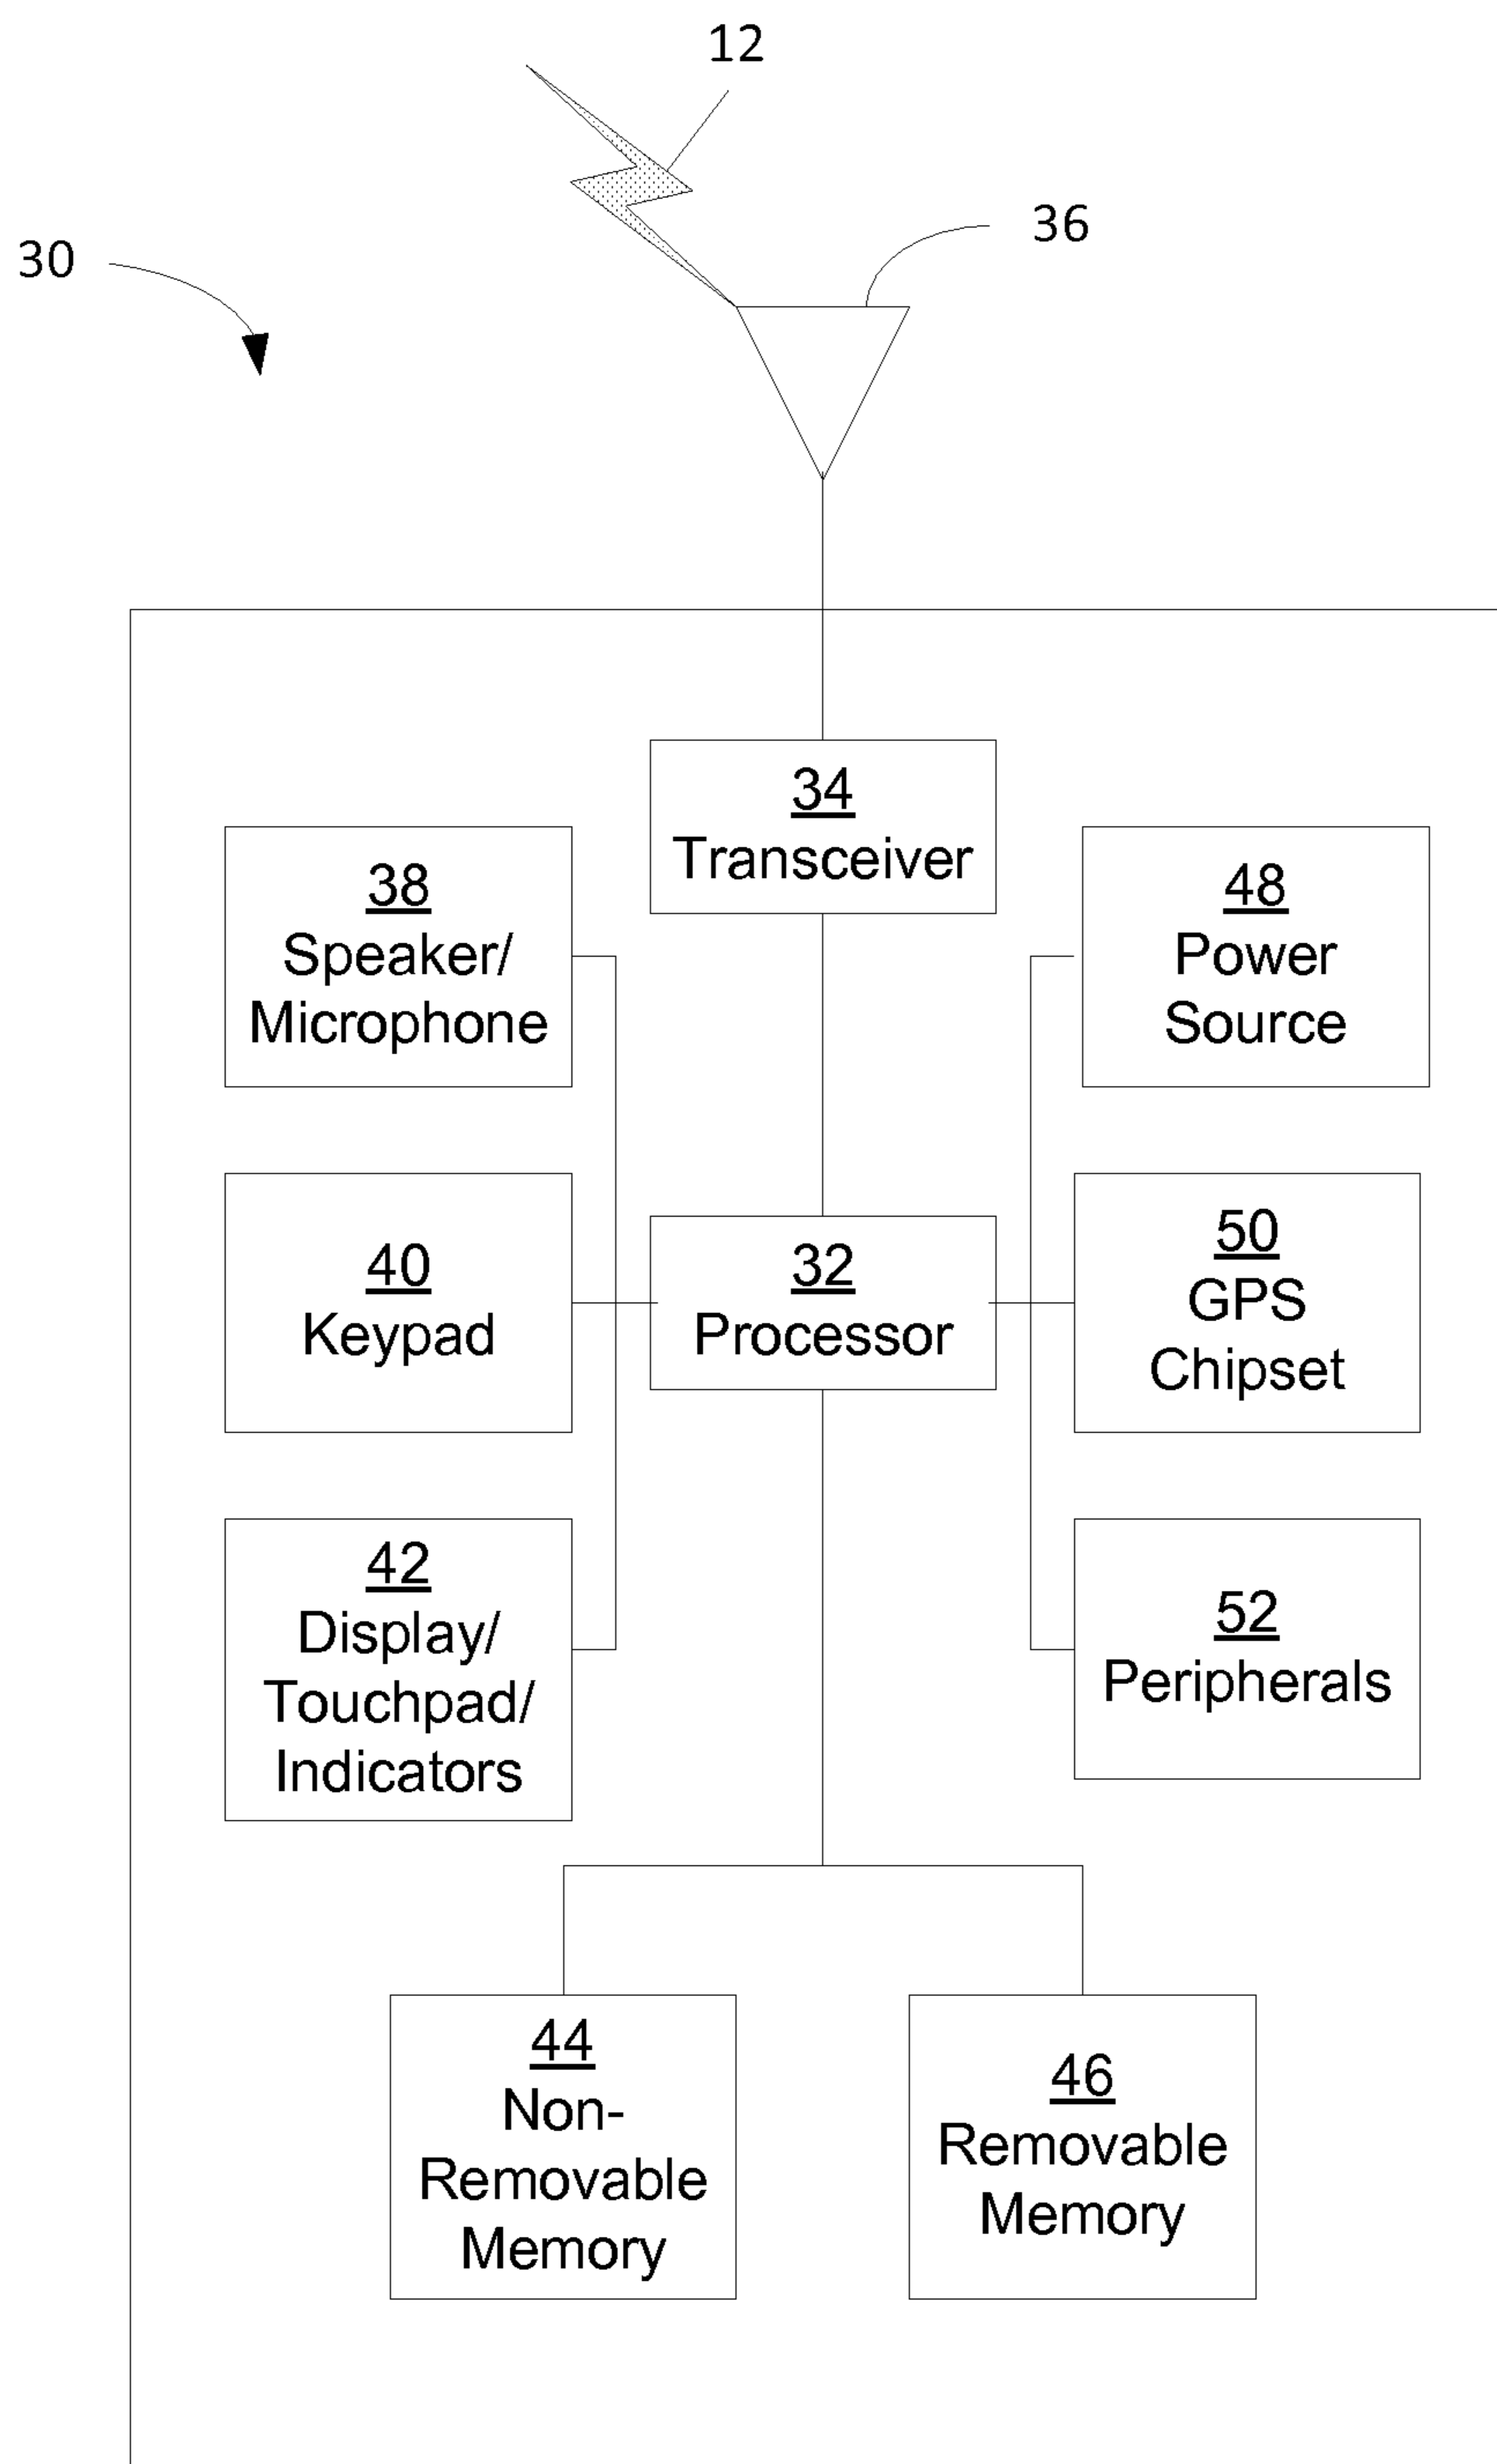 12
36
30
34
Transceiver
38
Speaker/
Microphone
48
Power
Source
40
Keypad
32
Processor
50
GPS
Chipset
42
Display/
Touchpad/
Indicators
52
Peripherals
44
Non-
Removable
Memory
46
Removable
Memory